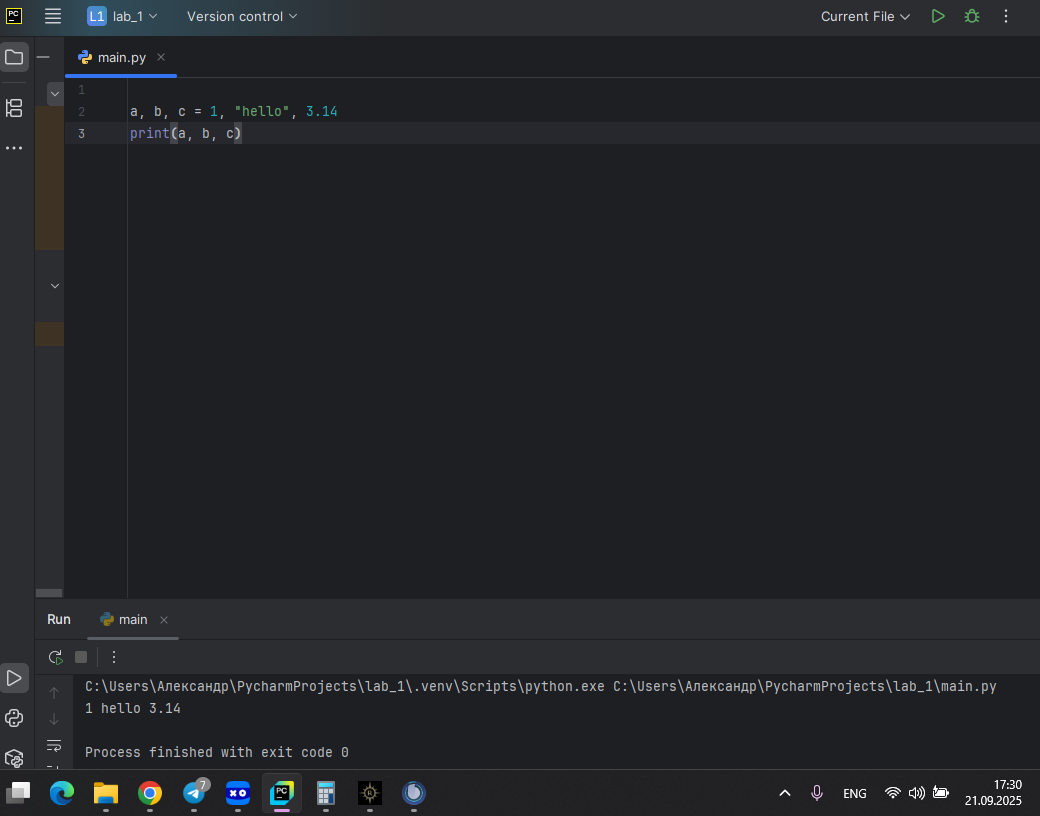 PC L1 lab_1 Version control Current File
main.py
1
2 a, b, c = 1, "hello", 3.14
3 print(a, b, c)
Run main
C:\Users\Александр\PycharmProjects\lab_1\.venv\Scripts\python.exe C:\Users\Александр\PycharmProjects\lab_1\main.py
1 hello 3.14
Process finished with exit code 0
7 XO PC R ENG 17:30
21.09.2025